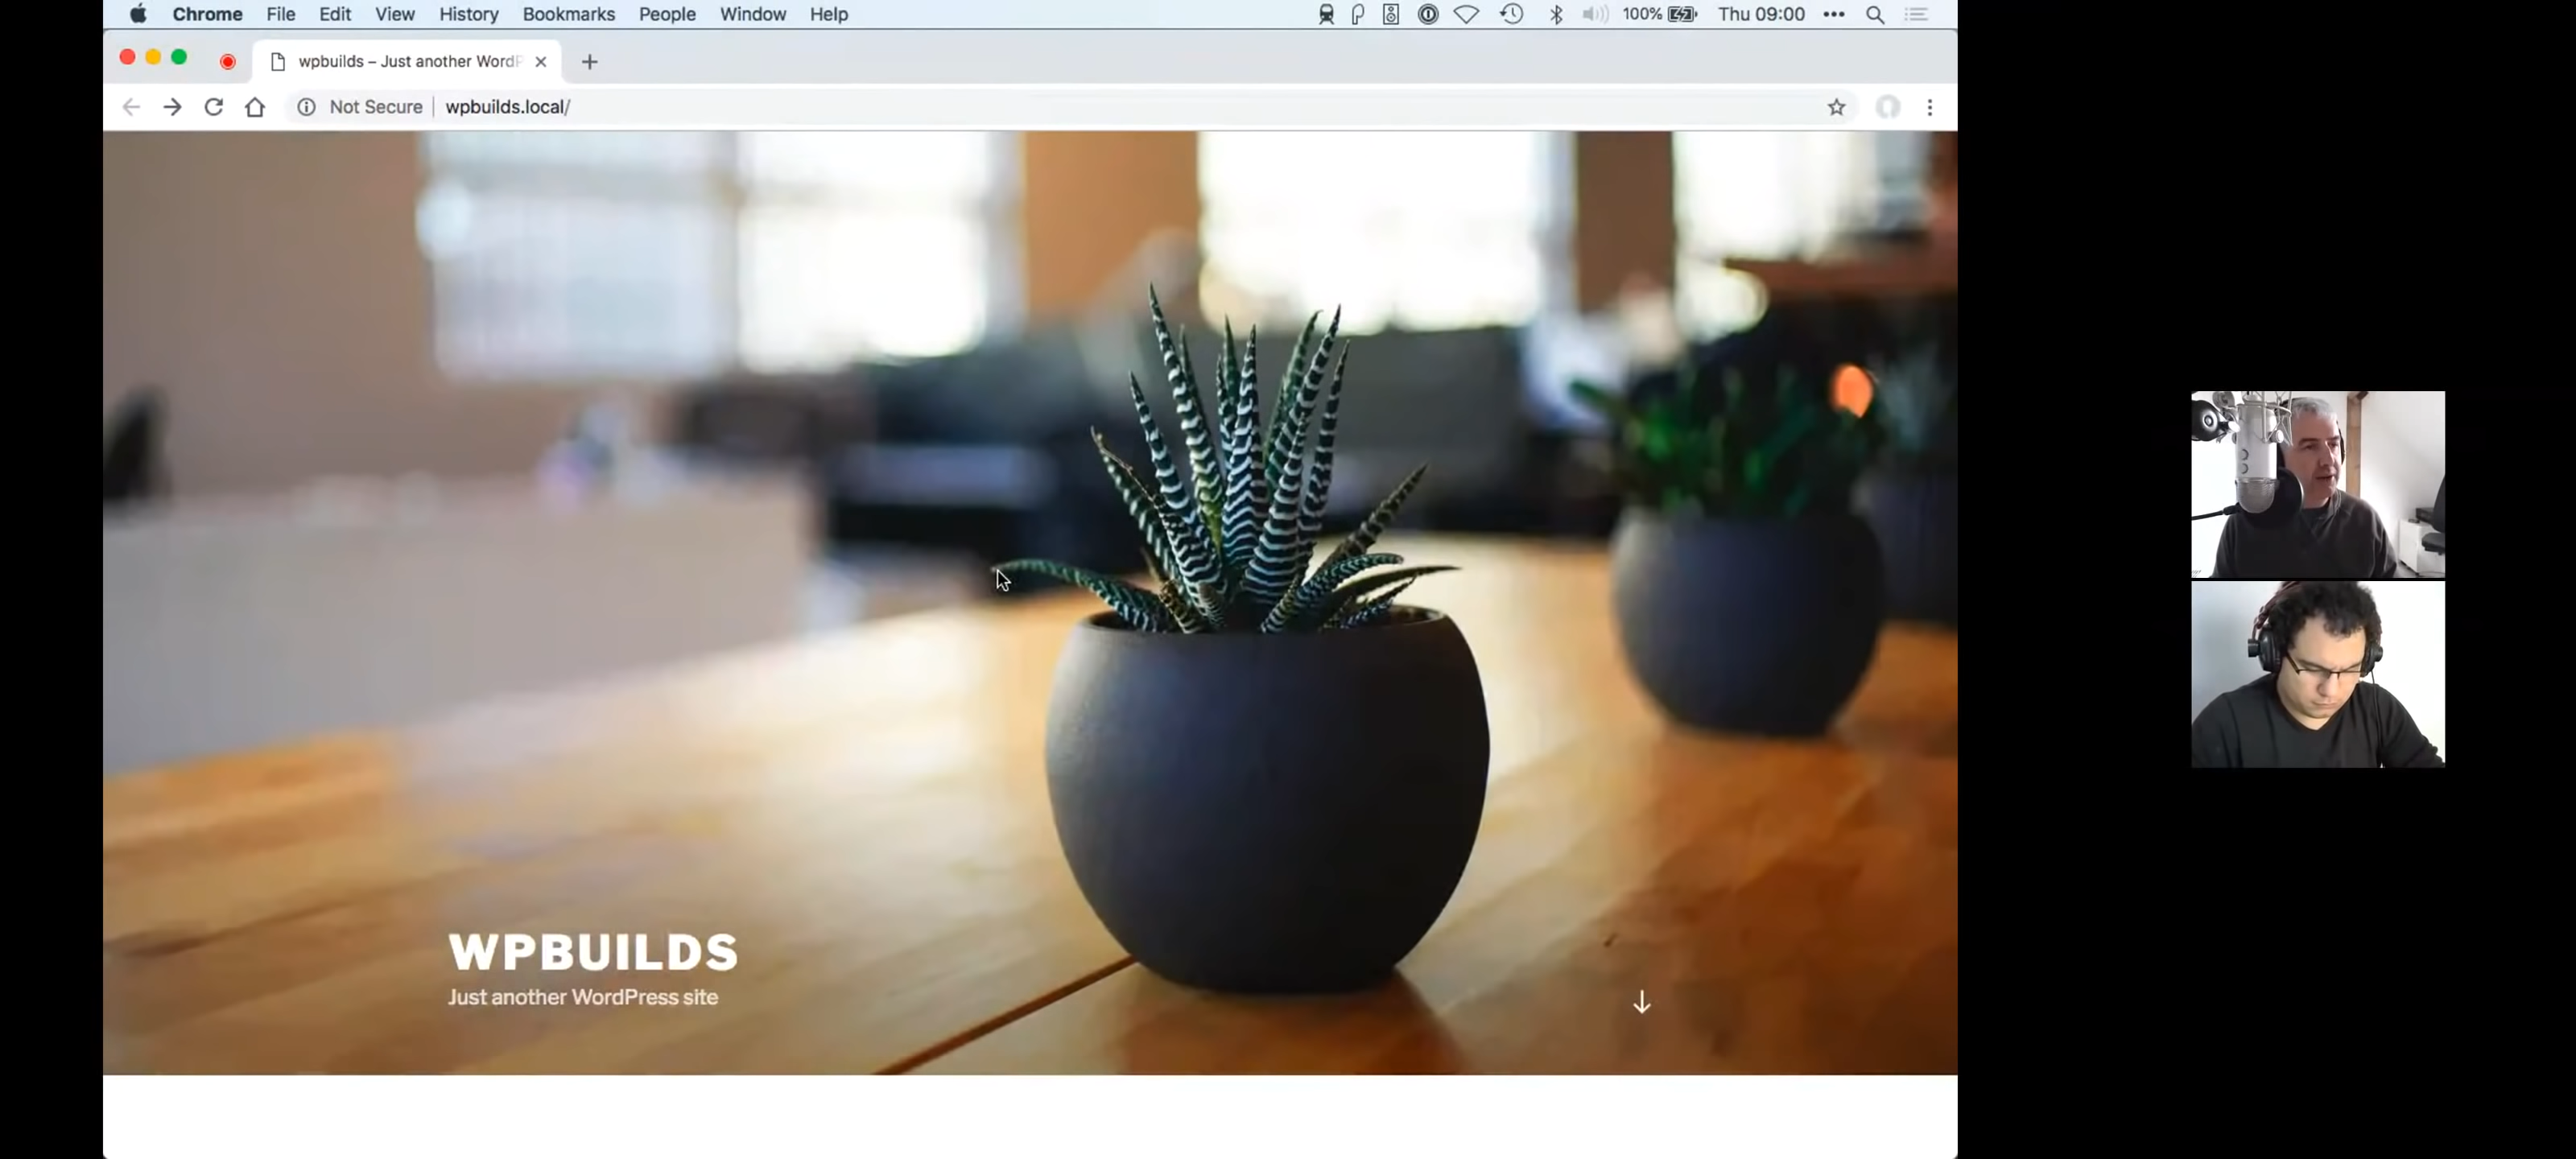 Chrome File Edit View History Bookmarks People Window Help 100% Thu 09:00
wpbuilds – Just another WordP
Not Secure wpbuilds.local/
WPBUILDS
Just another WordPress site